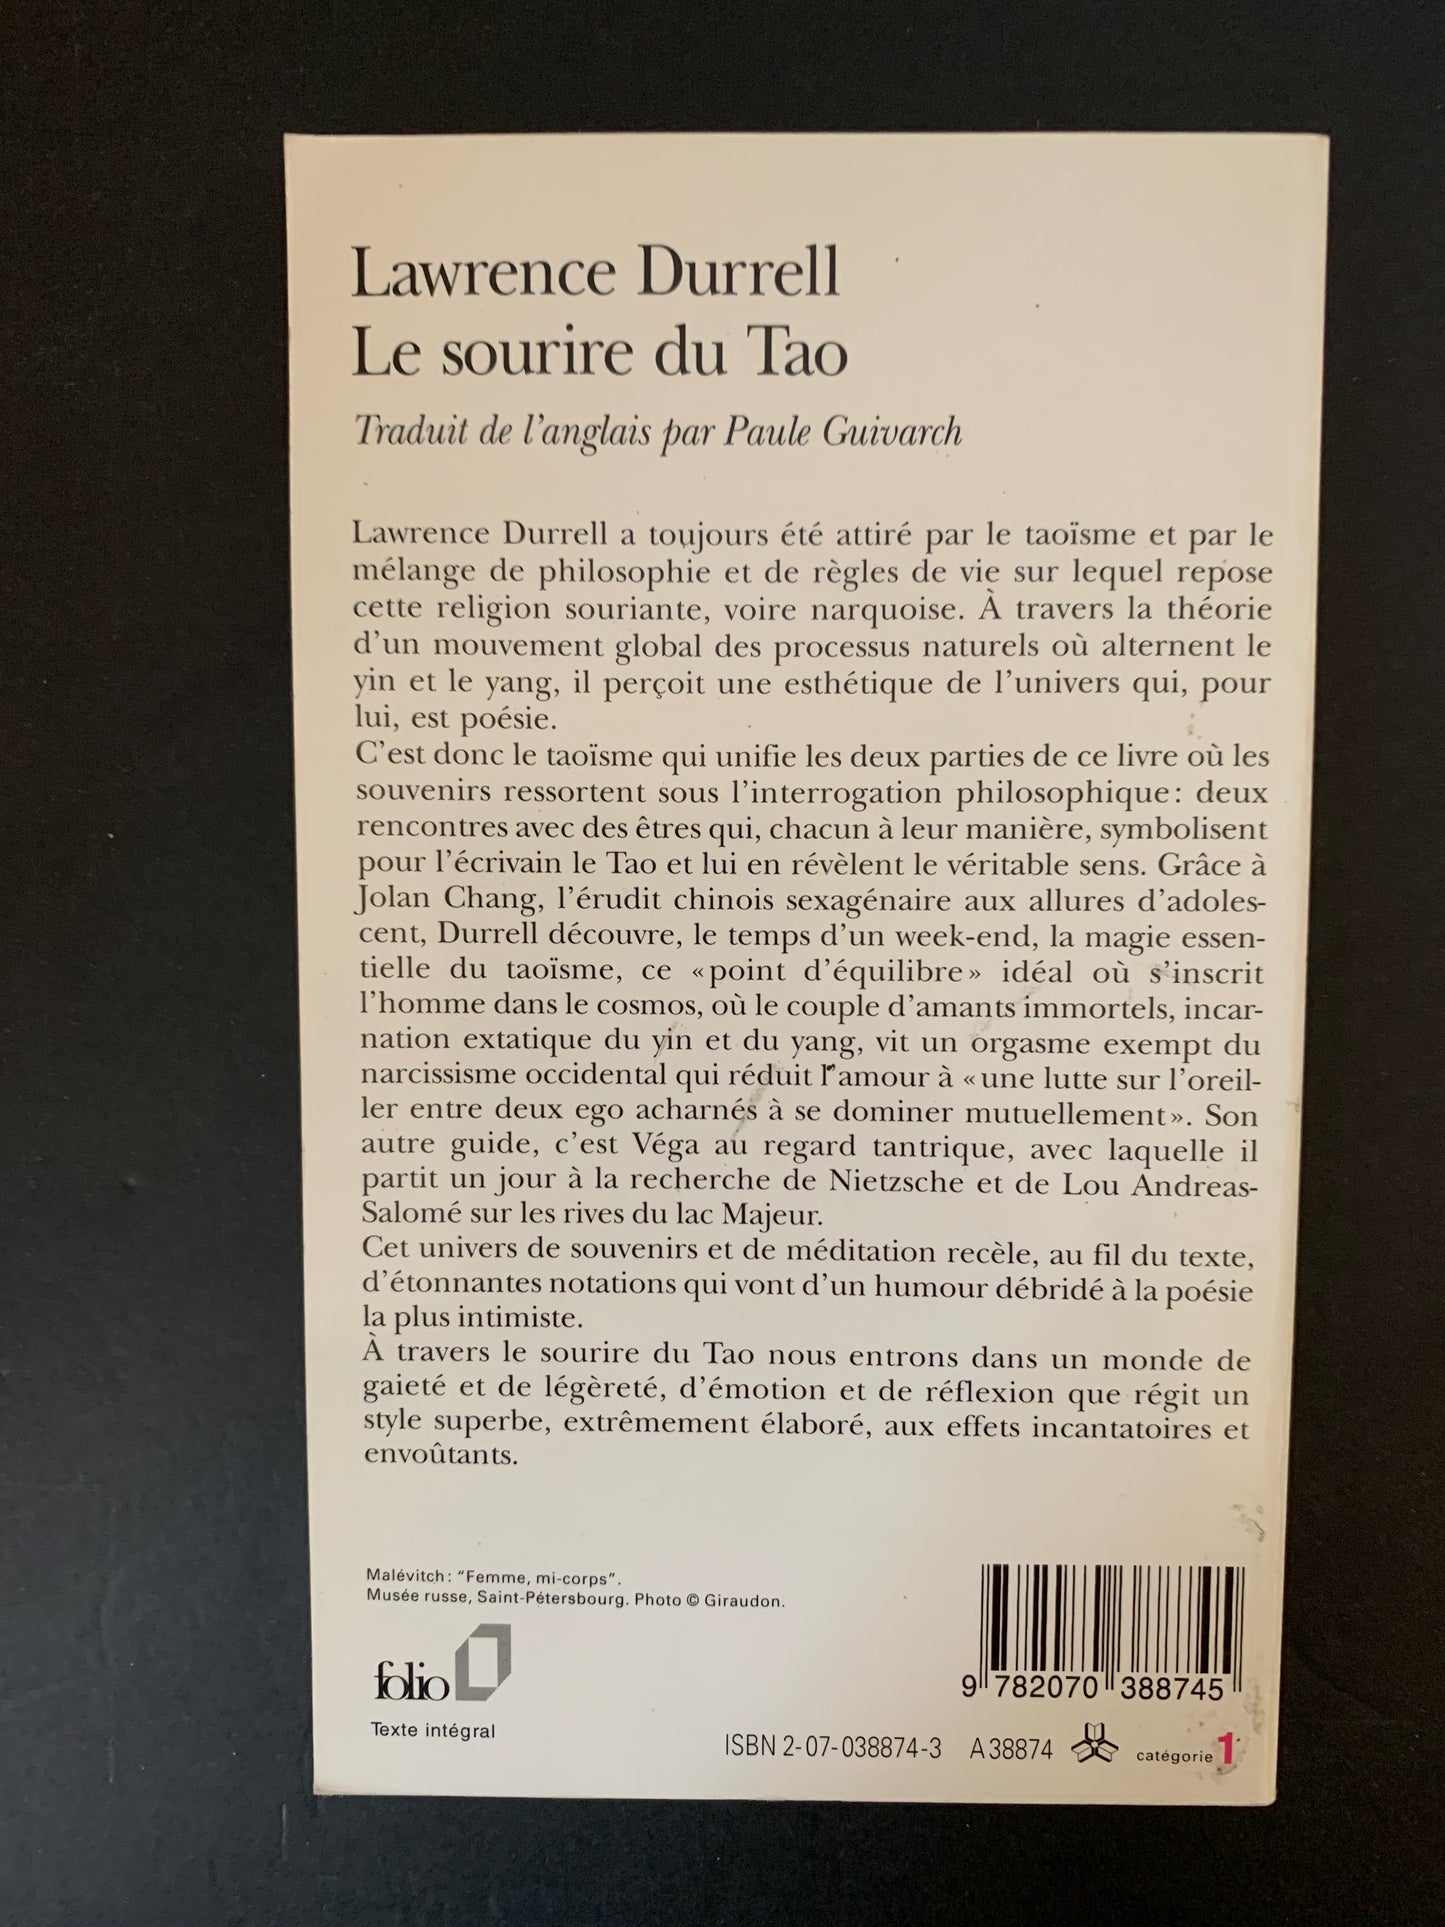 Lawrence Durrell
Le sourire du Tao
Traduit de l'anglais par Paule Guivarch
Lawrence Durrell a toujours été attiré par le taoïsme et par le
mélange de philosophie et de règles de vie sur lequel repose
cette religion souriante, voire narquoise. À travers la théorie
d'un mouvement global des processus naturels où alternent le
yin et le yang, il perçoit une esthétique de l'univers qui, pour
lui, est poésie.
C'est donc le taoïsme qui unifie les deux parties de ce livre où les
souvenirs ressortent sous l'interrogation philosophique : deux
rencontres avec des êtres qui, chacun à leur manière, symbolisent
pour l'écrivain le Tao et lui en révèlent le véritable sens. Grâce à
Jolan Chang, l'érudit chinois sexagénaire aux allures d'adoles-
cent, Durrell découvre, le temps d'un week-end, la magie essen-
tielle du taoïsme, ce « point d'équilibre » idéal où s'inscrit
l'homme dans le cosmos, où le couple d'amants immortels, incar-
nation extatique du yin et du yang, vit un orgasme exempt du
narcissisme occidental qui réduit l'amour à « une lutte sur l'oreil-
ler entre deux ego acharnés à se dominer mutuellement ». Son
autre guide, c'est Véga au regard tantrique, avec laquelle il
partit un jour à la recherche de Nietzsche et de Lou Andreas-
Salomé sur les rives du lac Majeur.
Cet univers de souvenirs et de méditation recèle, au fil du texte,
d'étonnantes notations qui vont d'un humour débridé à la poésie
la plus intimiste.
À travers le sourire du Tao nous entrons dans un monde de
gaieté et de légèreté, d'émotion et de réflexion que régit un
style superbe, extrêmement élaboré, aux effets incantatoires et
envoûtants.
Malévitch : "Femme, mi-corps".
Musée russe, Saint-Pétersbourg. Photo © Giraudon.
folio
Texte intégral
9 782070 388745
ISBN 2-07-038874-3 A 38874 catégorie 1